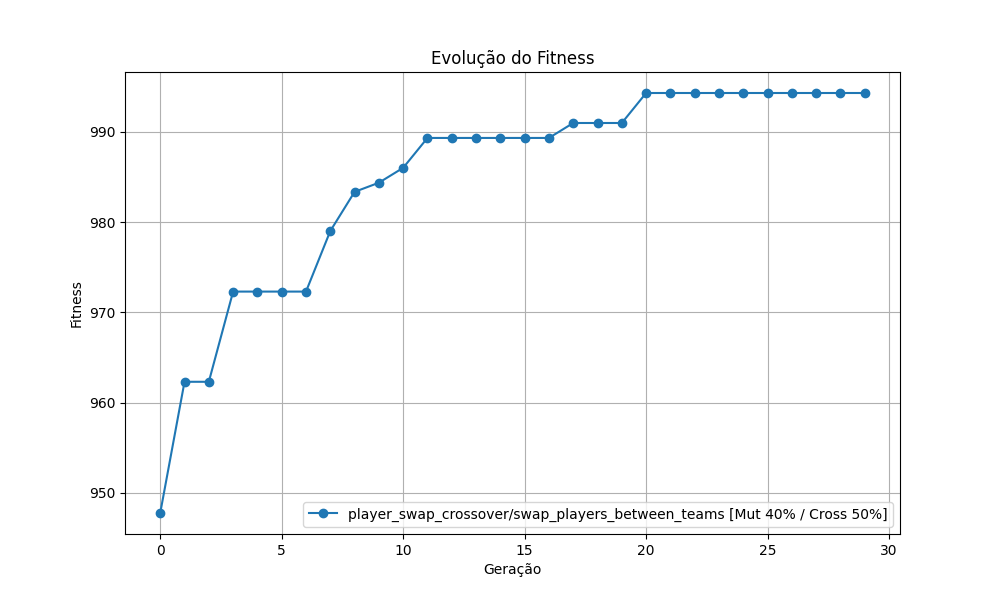 Evolução do Fitness
Fitness
990
980
970
960
950
player_swap_crossover/swap_players_between_teams [Mut 40% / Cross 50%]
0 5 10 15 20 25 30
Geração